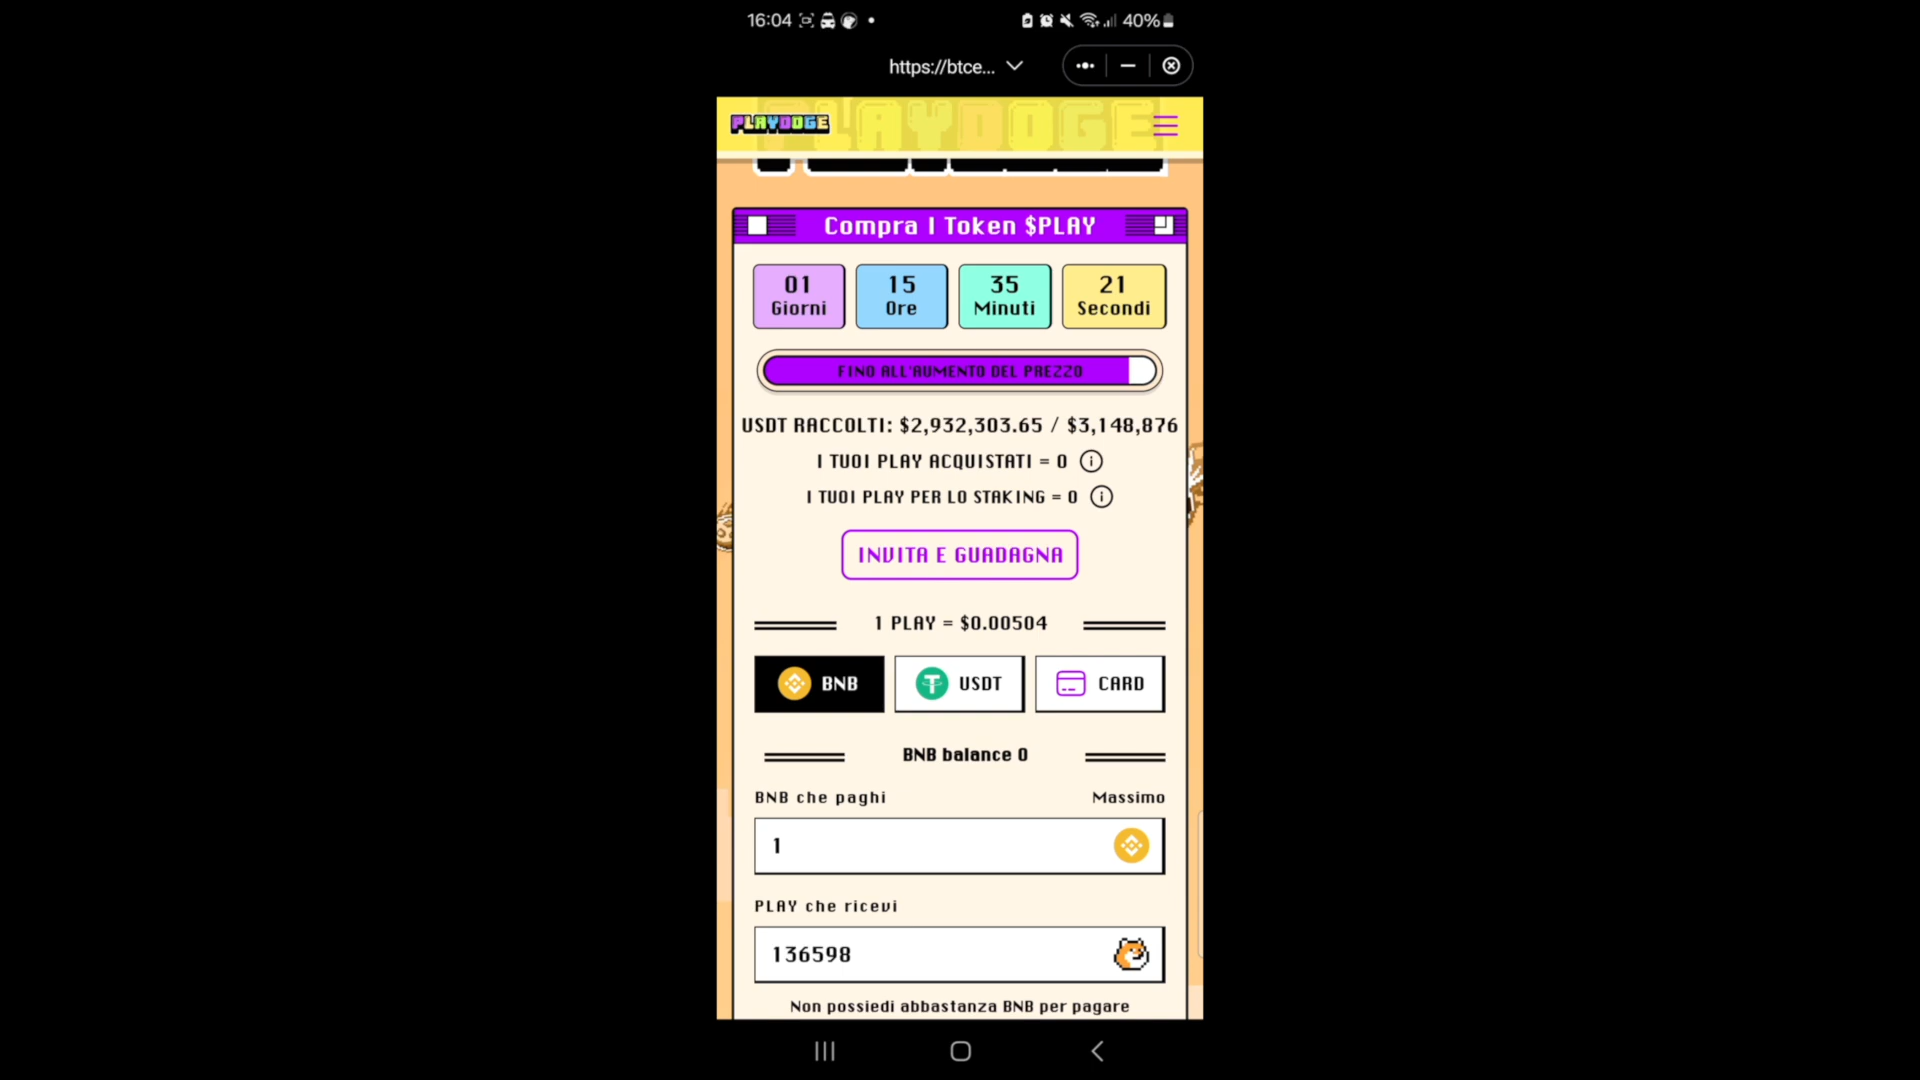 16:04
40%
https://btce...
PLAYDOGE
PLAYDOGE
Compra I Token $PLAY
01 15 35 21
Giorni Ore Minuti Secondi
FINO ALL'AUMENTO DEL PREZZO
USDT RACCOLTI: $2,932,303.65 / $3,148,876
I TUOI PLAY ACQUISTATI = 0
I TUOI PLAY PER LO STAKING = 0
INVITA E GUADAGNA
1 PLAY = $0.00504
BNB USDT CARD
BNB balance 0
BNB che paghi Massimo
1
PLAY che ricevi
136598
Non possiedi abbastanza BNB per pagare